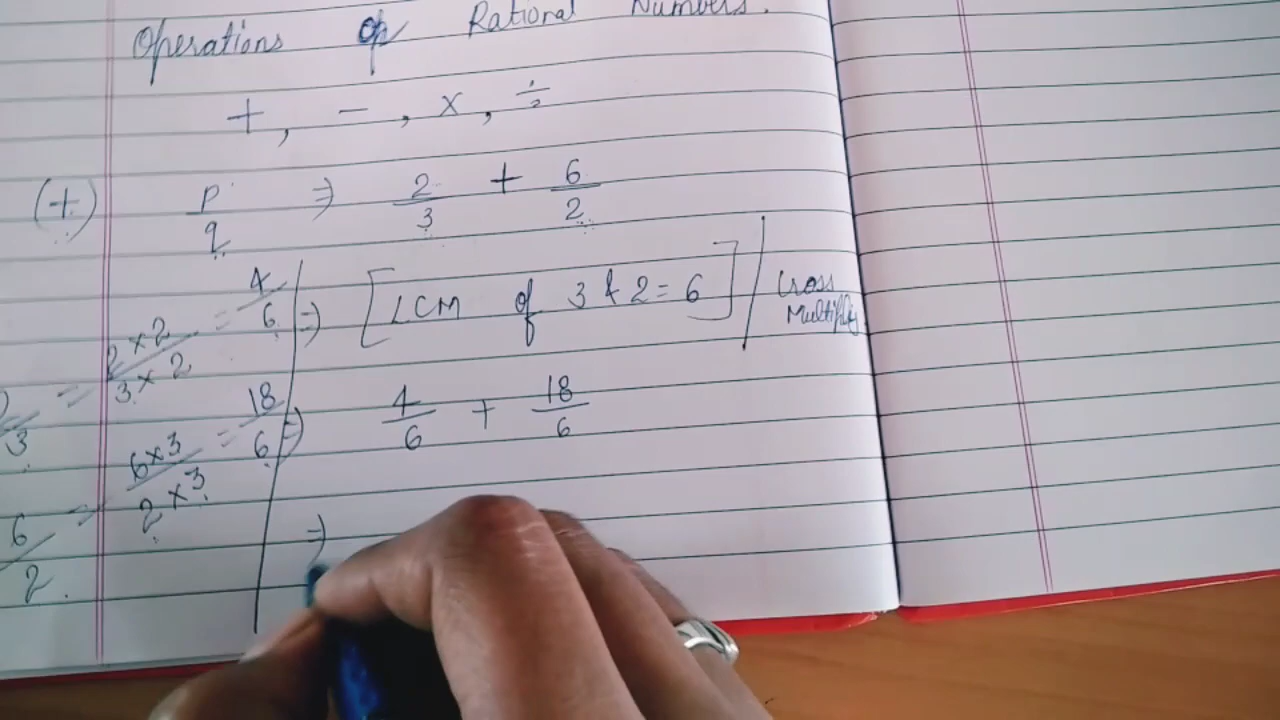 Operations of Rational Numbers.
+, -, x, ÷
(+) p/q ⇒ 2/3 + 6/2
⇒ [LCM of 3 & 2 = 6] / Cross Multiply
2/3 = 2 x 2 / 3 x 2 = 4/6
⇒ 4/6 + 18/6
6/2 = 6 x 3 / 2 x 3 = 18/6
⇒